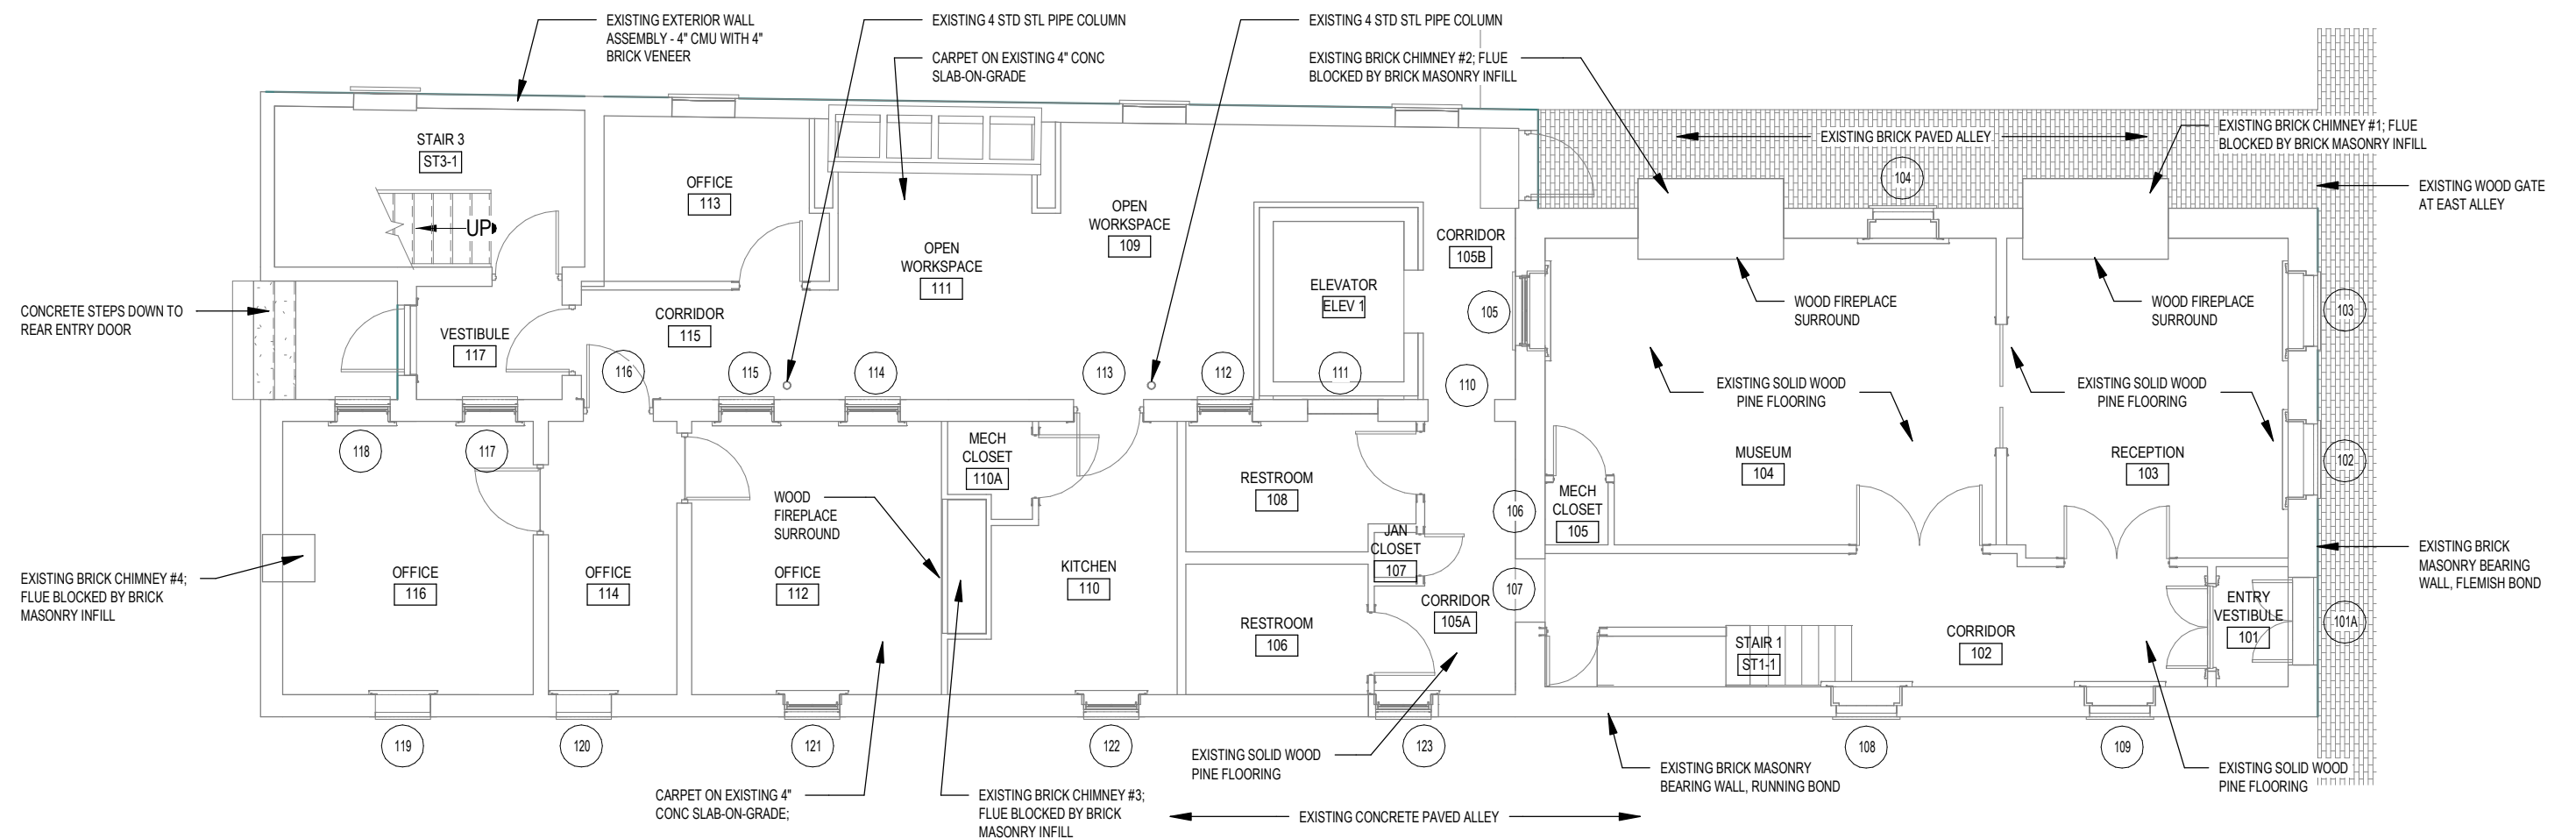 EXISTING EXTERIOR WALL
ASSEMBLY - 4" CMU WITH 4"
BRICK VENEER
EXISTING 4 STD STL PIPE COLUMN
CARPET ON EXISTING 4" CONC
SLAB-ON-GRADE
EXISTING 4 STD STL PIPE COLUMN
EXISTING BRICK CHIMNEY #2; FLUE
BLOCKED BY BRICK MASONRY INFILL
EXISTING BRICK PAVED ALLEY
EXISTING BRICK CHIMNEY #1; FLUE
BLOCKED BY BRICK MASONRY INFILL
EXISTING WOOD GATE
AT EAST ALLEY
STAIR 3
ST3-1
UP
OFFICE
113
OPEN
WORKSPACE
111
OPEN
WORKSPACE
109
CORRIDOR
105B
ELEVATOR
ELEV 1
104
105
WOOD FIREPLACE
SURROUND
WOOD FIREPLACE
SURROUND
103
CONCRETE STEPS DOWN TO
REAR ENTRY DOOR
VESTIBULE
117
CORRIDOR
115
116
115
114
113
112
111
110
EXISTING SOLID WOOD
PINE FLOORING
EXISTING SOLID WOOD
PINE FLOORING
118
117
MECH
CLOSET
110A
RESTROOM
108
MUSEUM
104
RECEPTION
103
102
WOOD
FIREPLACE
SURROUND
106
MECH
CLOSET
105
JAN
CLOSET
107
EXISTING BRICK CHIMNEY #4;
FLUE BLOCKED BY BRICK
MASONRY INFILL
OFFICE
116
OFFICE
114
OFFICE
112
KITCHEN
110
107
CORRIDOR
105A
RESTROOM
106
EXISTING BRICK
MASONRY BEARING
WALL, FLEMISH BOND
ENTRY
VESTIBULE
101
101A
STAIR 1
ST1-1
CORRIDOR
102
119
120
121
122
123
108
109
EXISTING SOLID WOOD
PINE FLOORING
EXISTING BRICK MASONRY
BEARING WALL, RUNNING BOND
EXISTING SOLID WOOD
PINE FLOORING
CARPET ON EXISTING 4"
CONC SLAB-ON-GRADE;
EXISTING BRICK CHIMNEY #3;
FLUE BLOCKED BY BRICK
MASONRY INFILL
EXISTING CONCRETE PAVED ALLEY